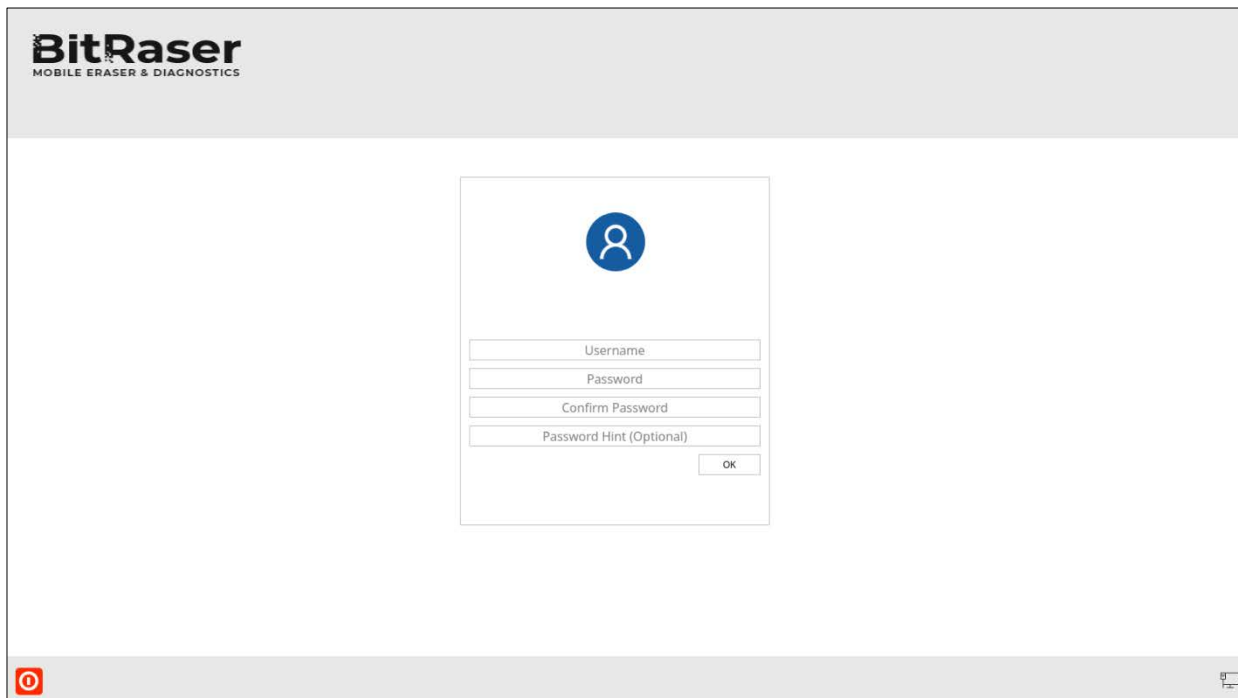 BitRaser
MOBILE ERASER & DIAGNOSTICS
Username
Password
Confirm Password
Password Hint (Optional)
OK